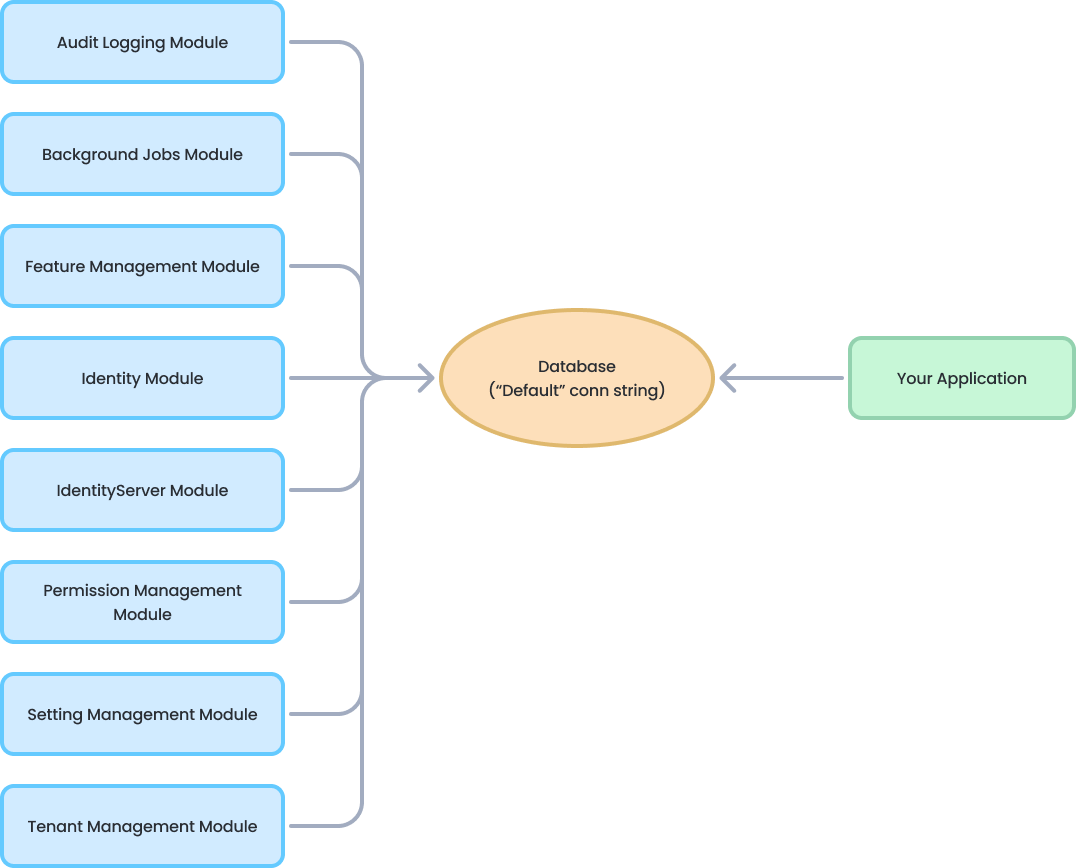 Audit Logging Module
Background Jobs Module
Feature Management Module
Identity Module
IdentityServer Module
Permission Management
Module
Setting Management Module
Tenant Management Module
Database
(“Default” conn string)
Your Application